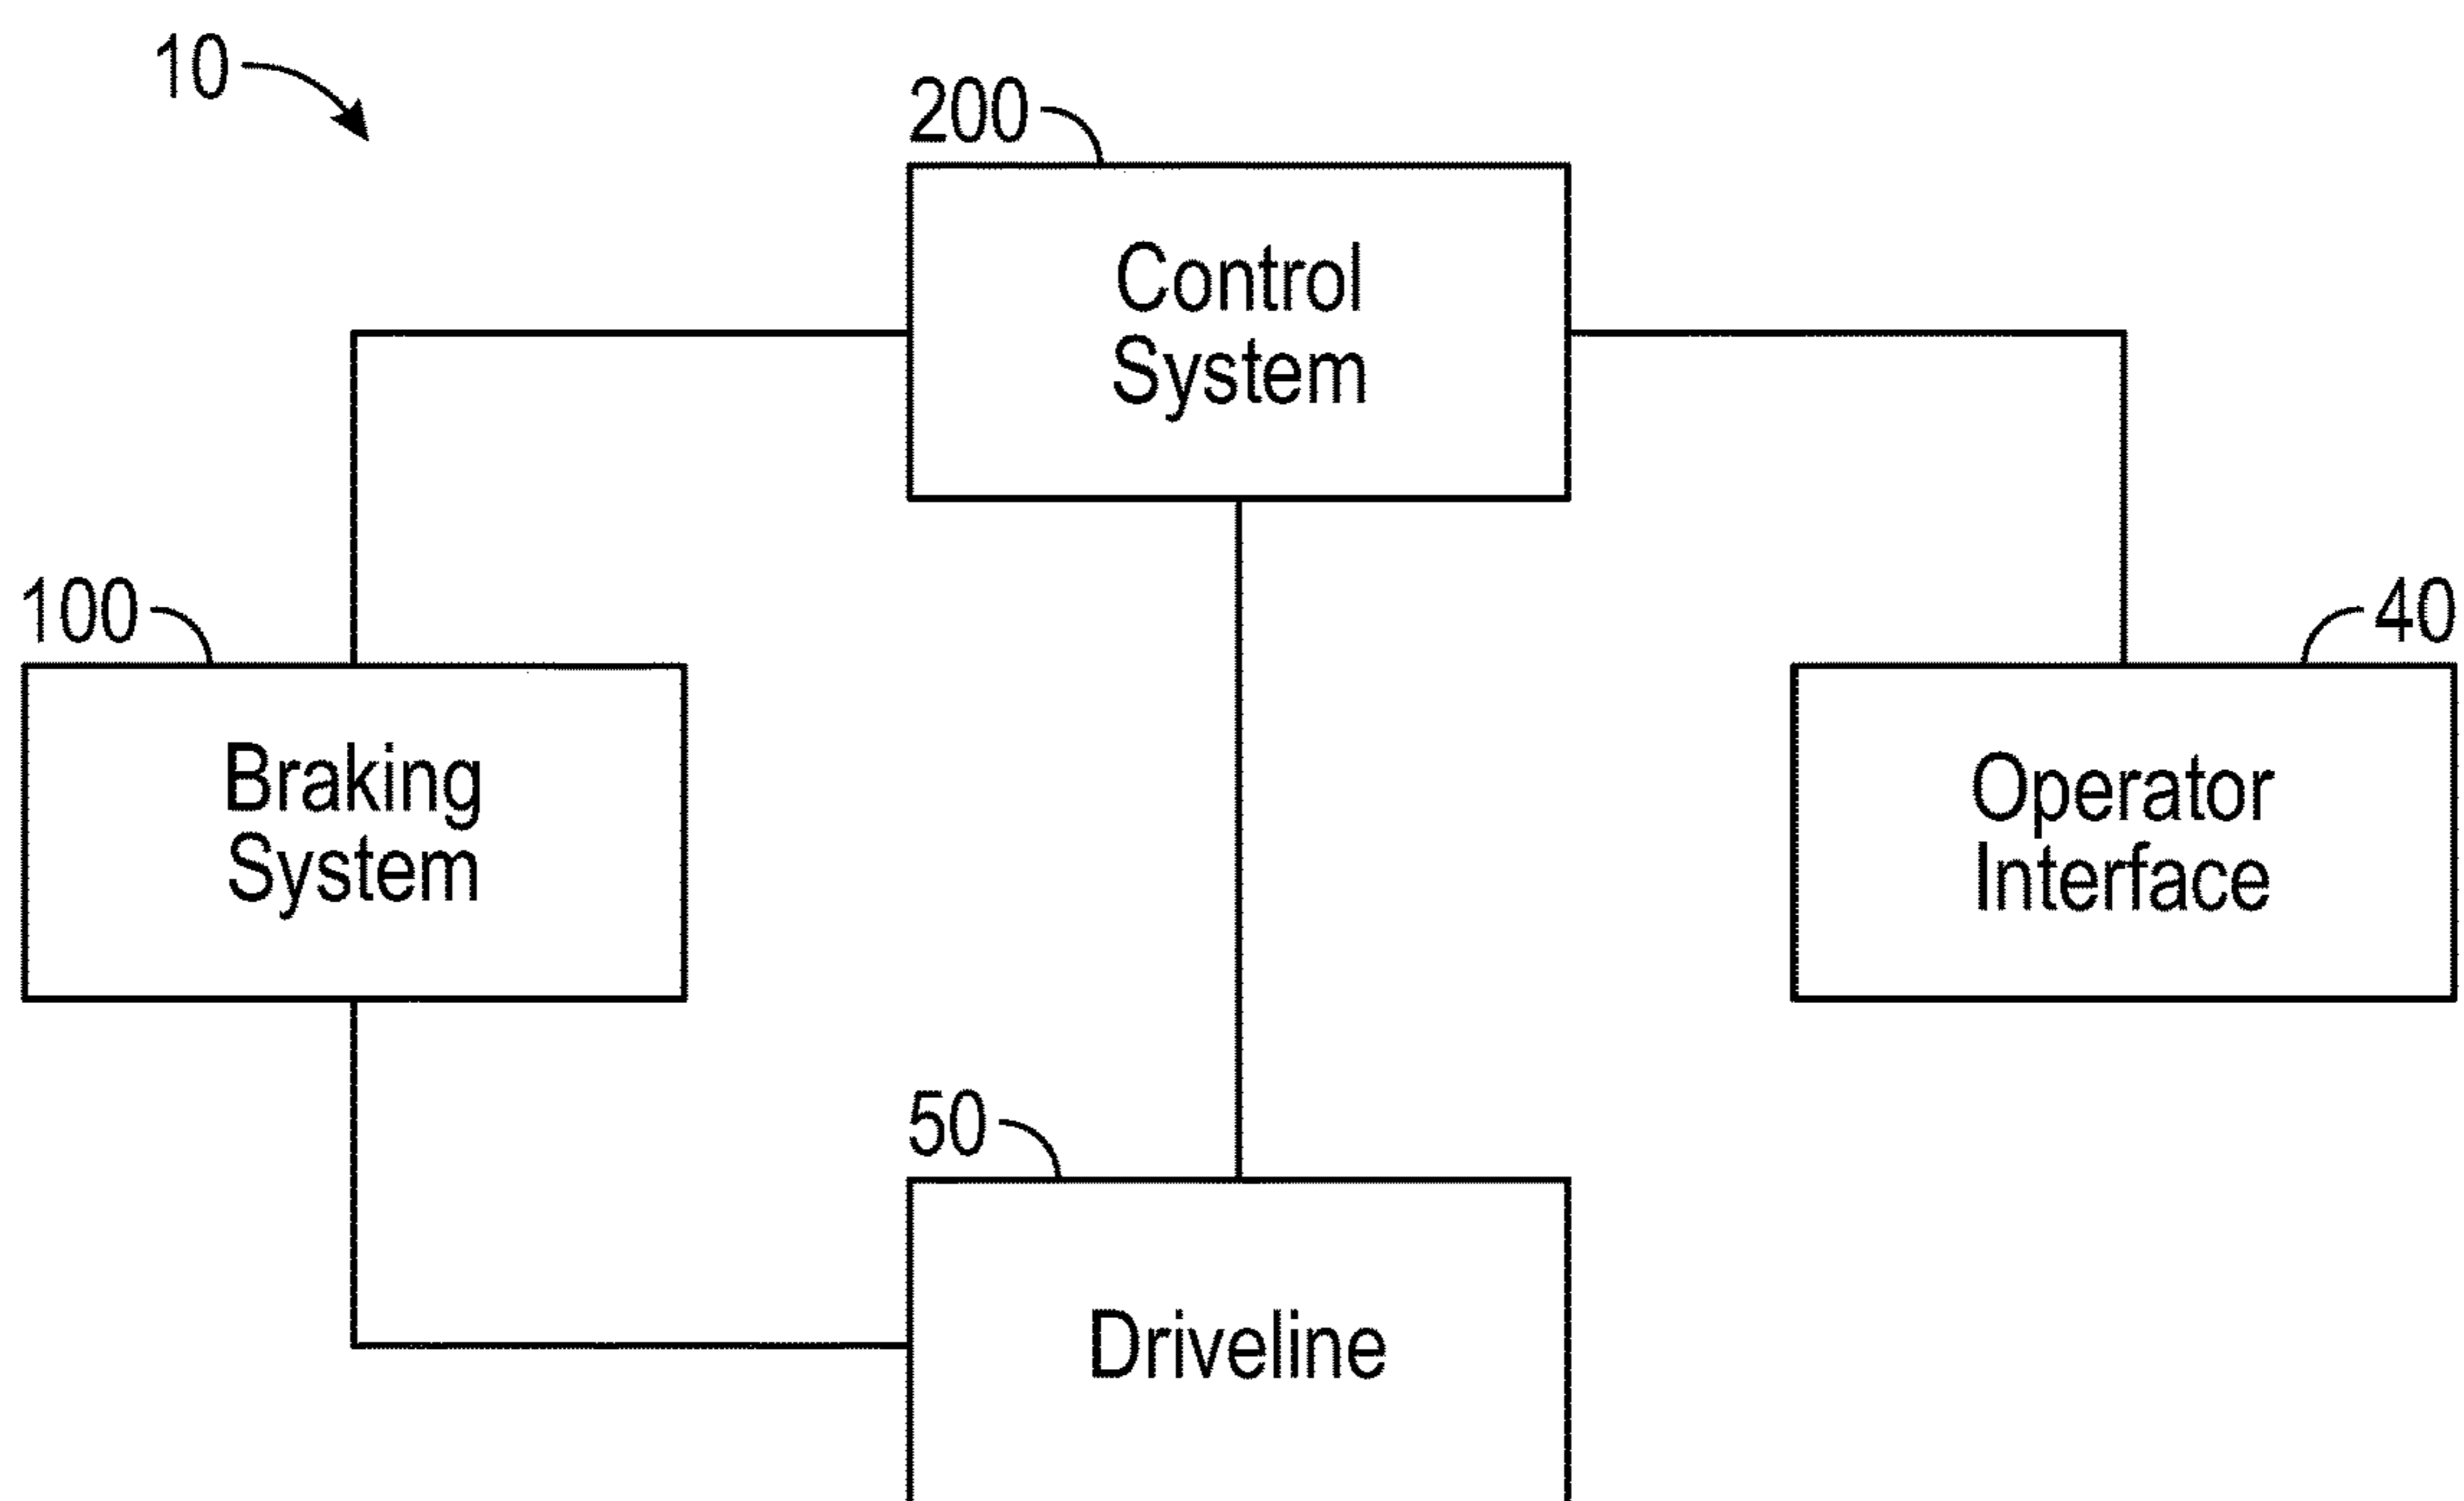 10
200
Control
System
100
Braking
System
40
Operator
Interface
50
Driveline